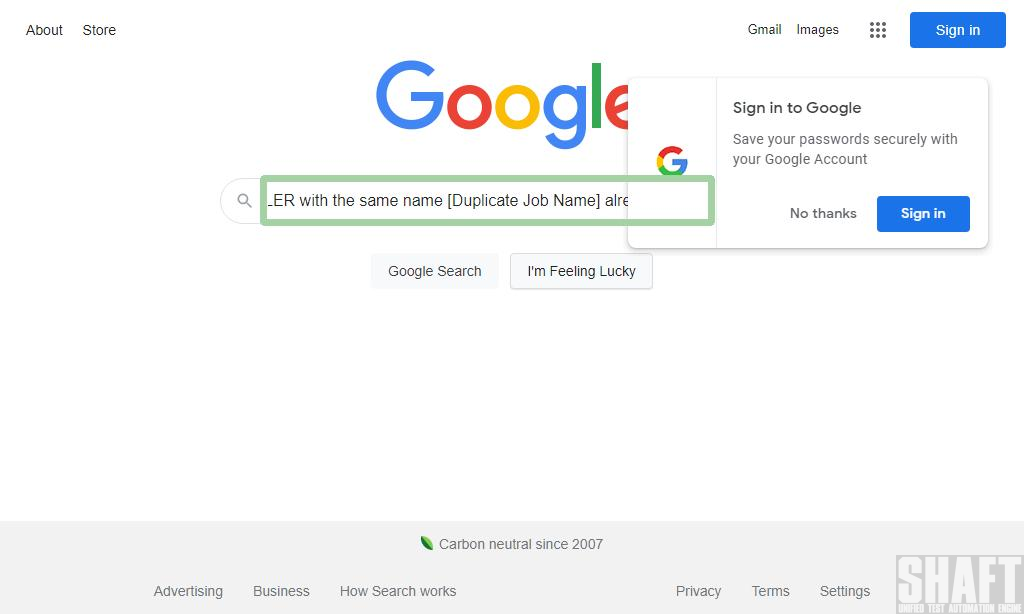 About Store Gmail Images Sign in
Google
Sign in to Google
Save your passwords securely with
your Google Account
No thanks Sign in
LER with the same name [Duplicate Job Name] alre
Google Search I'm Feeling Lucky
Carbon neutral since 2007
Advertising Business How Search works Privacy Terms Settings
SHAFT
UNIFIED TEST AUTOMATION ENGINE